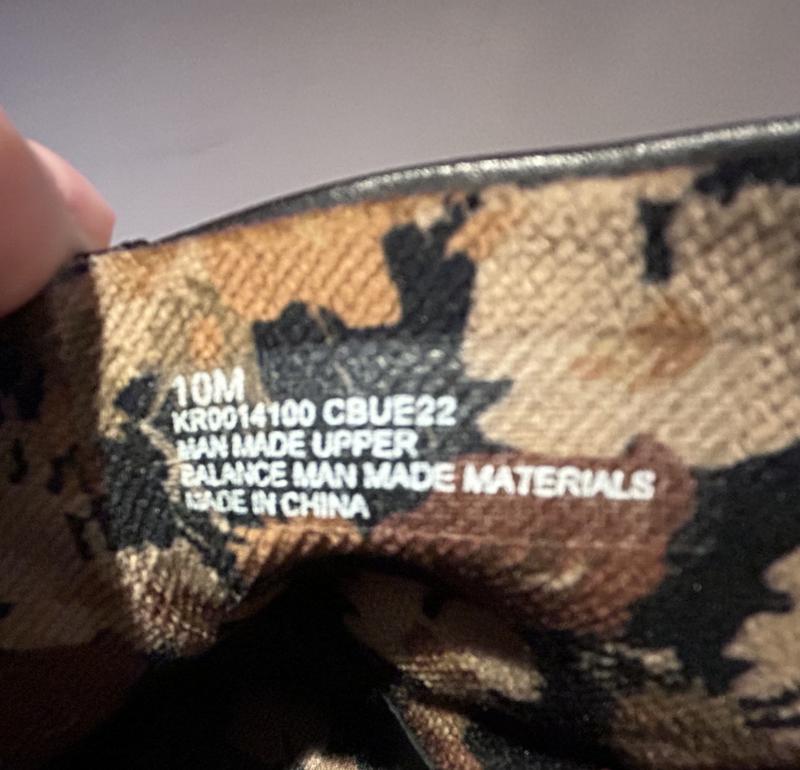 10M
KR0014100 CBUE22
MAN MADE UPPER
BALANCE MAN MADE MATERIALS
MADE IN CHINA